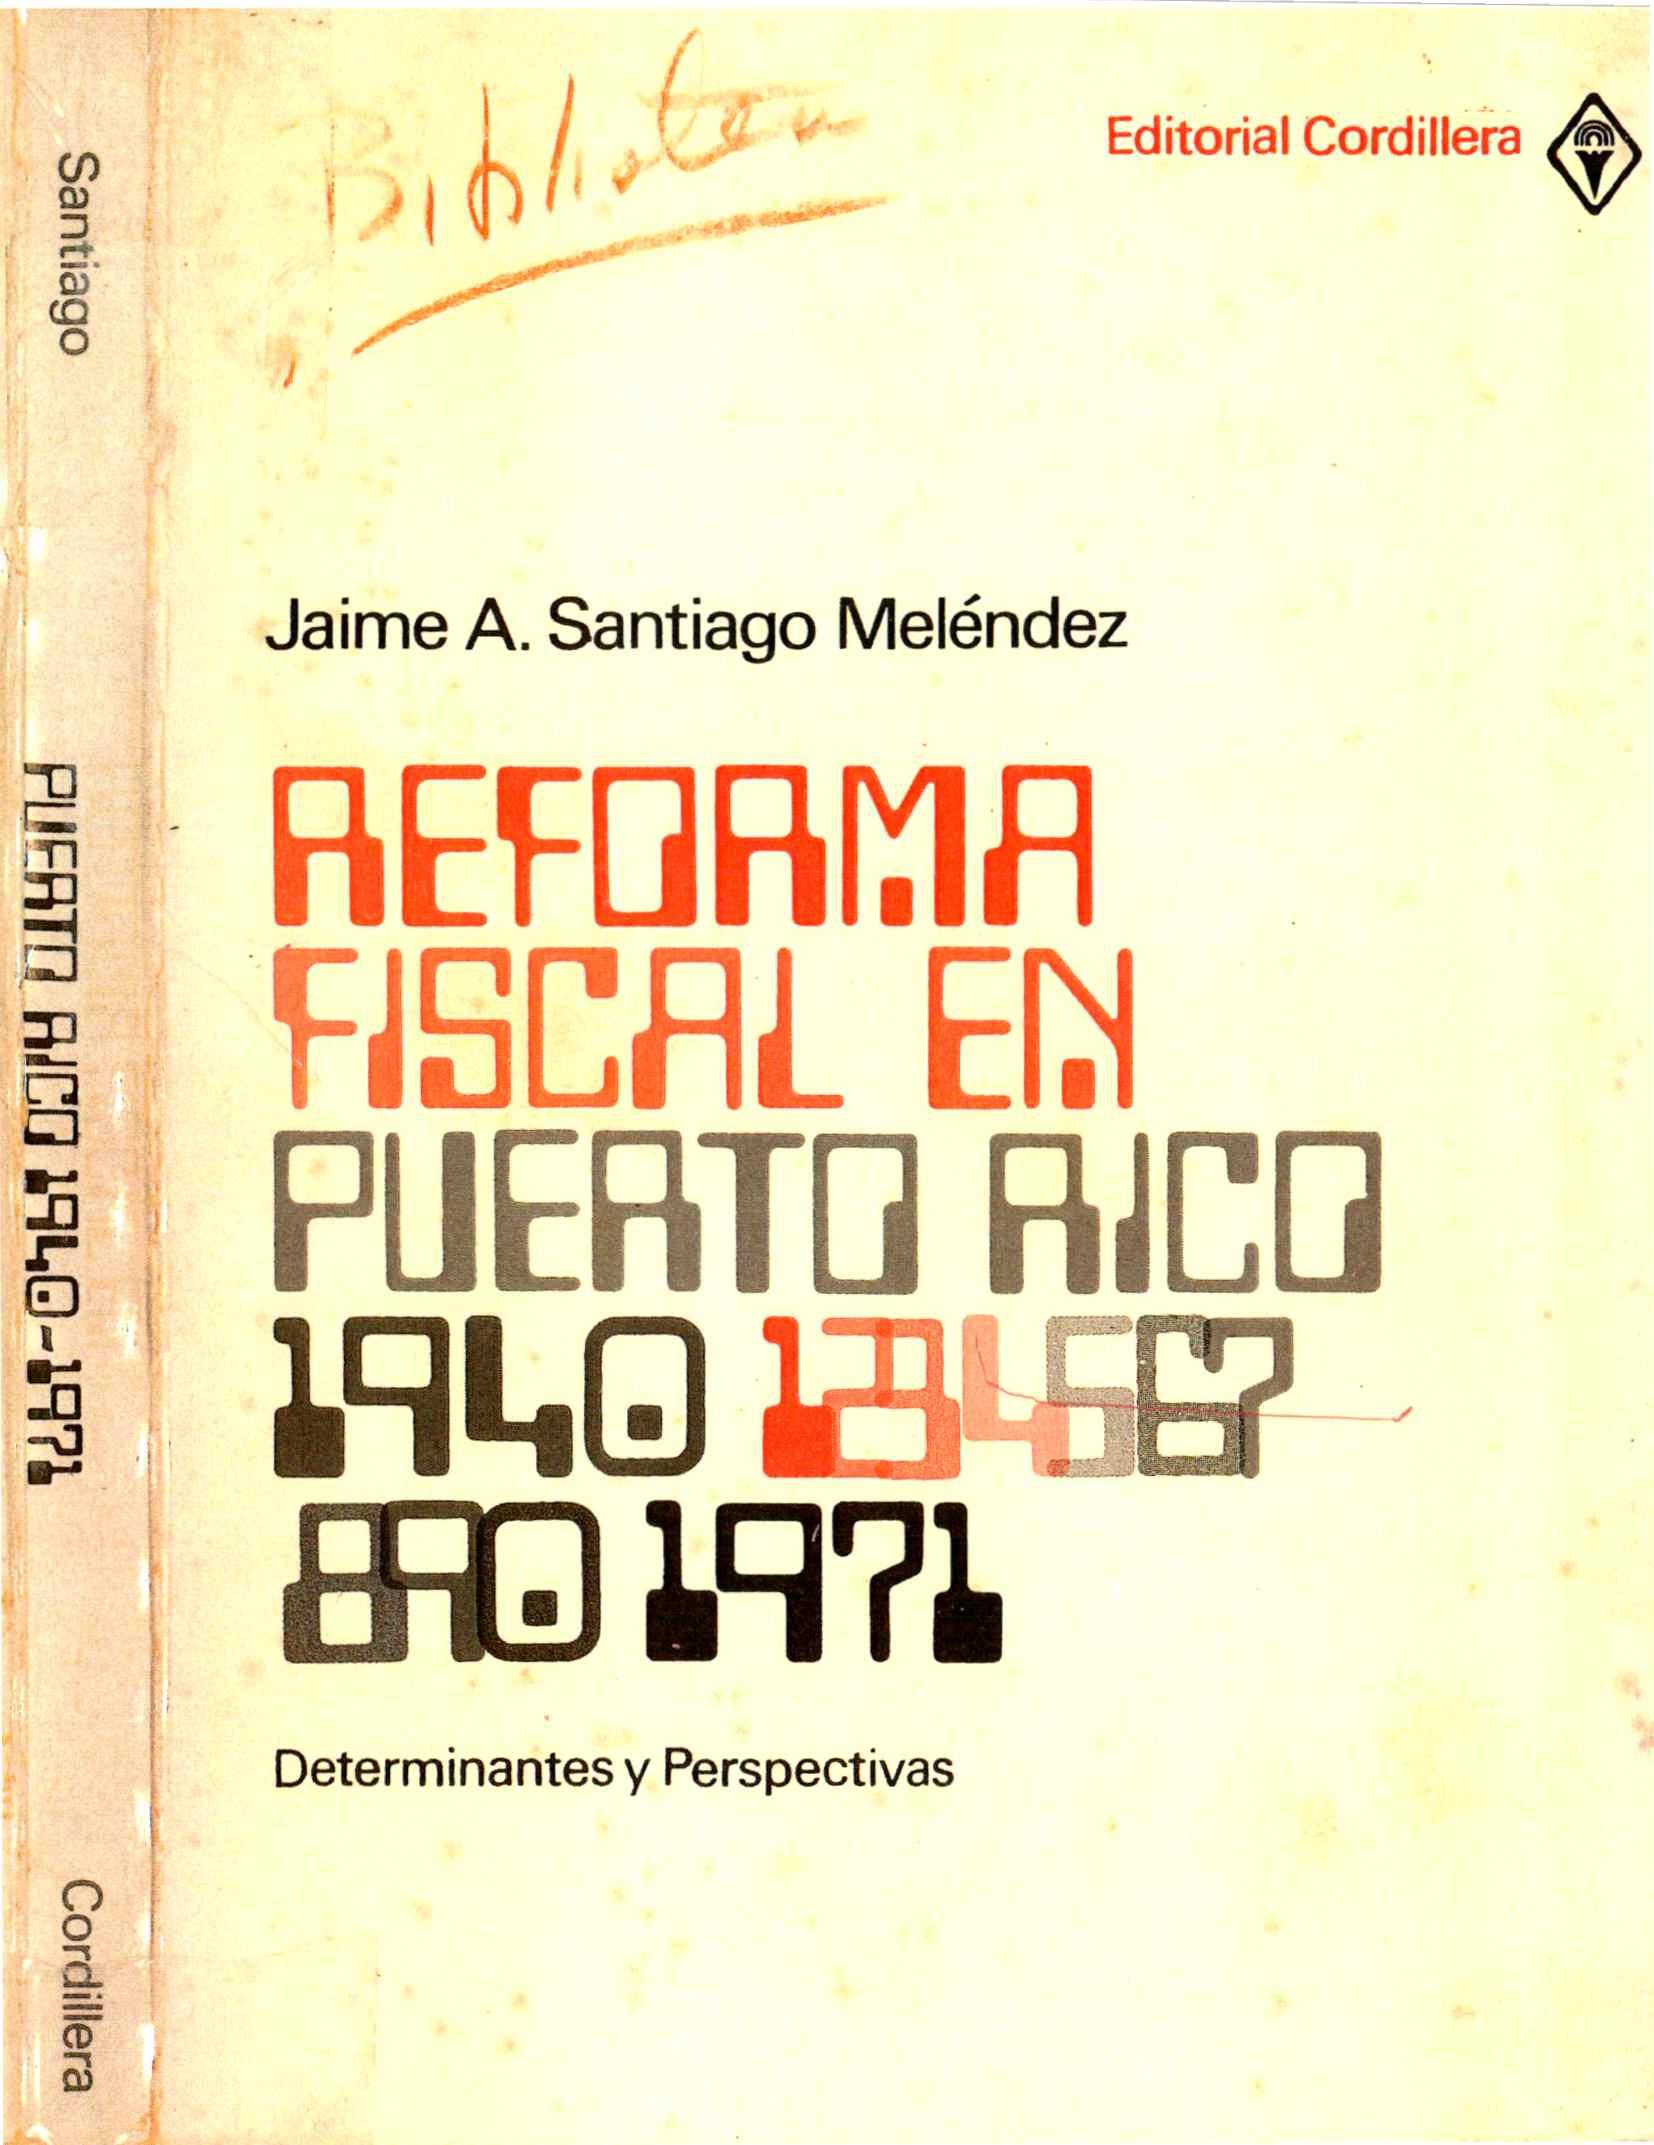 Biblioteca
Editorial Cordillera
Jaime A. Santiago Meléndez
REFORMA
FISCAL EN
PUERTO RICO
1940 1234567
890 1971
Determinantes y Perspectivas
Santiago
PUERTO RICO 1940-1971
Cordillera